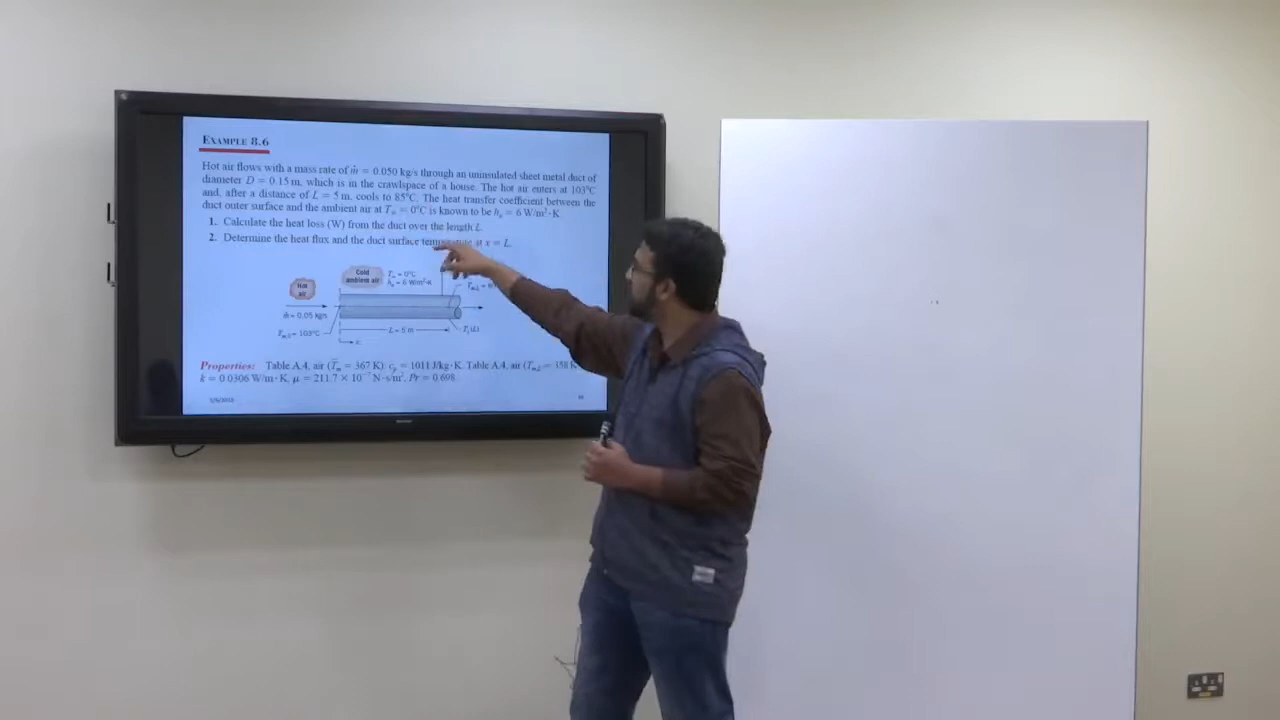 EXAMPLE 8.6
Hot air flows with a mass rate of ṁ = 0.050 kg/s through an uninsulated sheet metal duct of
diameter D = 0.15 m, which is in the crawlspace of a house. The hot air enters at 103°C
and, after a distance of L = 5 m, cools to 85°C. The heat transfer coefficient between the
duct outer surface and the ambient air at T∞ = 0°C is known to be hₒ = 6 W/m²·K.
1. Calculate the heat loss (W) from the duct over the length L.
2. Determine the heat flux and the duct surface temperature at x = L.
Cold
ambient air
T∞ = 0°C
hₒ = 6 W/m²·K
Hot
air
ṁ = 0.05 kg/s
L = 5 m
x
Properties: Table A.4, air (T̄m = 367 K): cp = 1011 J/kg·K. Table A.4, air (Tm,L = 358 K
k = 0.0306 W/m·K, μ = 211.7 × 10⁻⁷ N·s/m², Pr = 0.698.